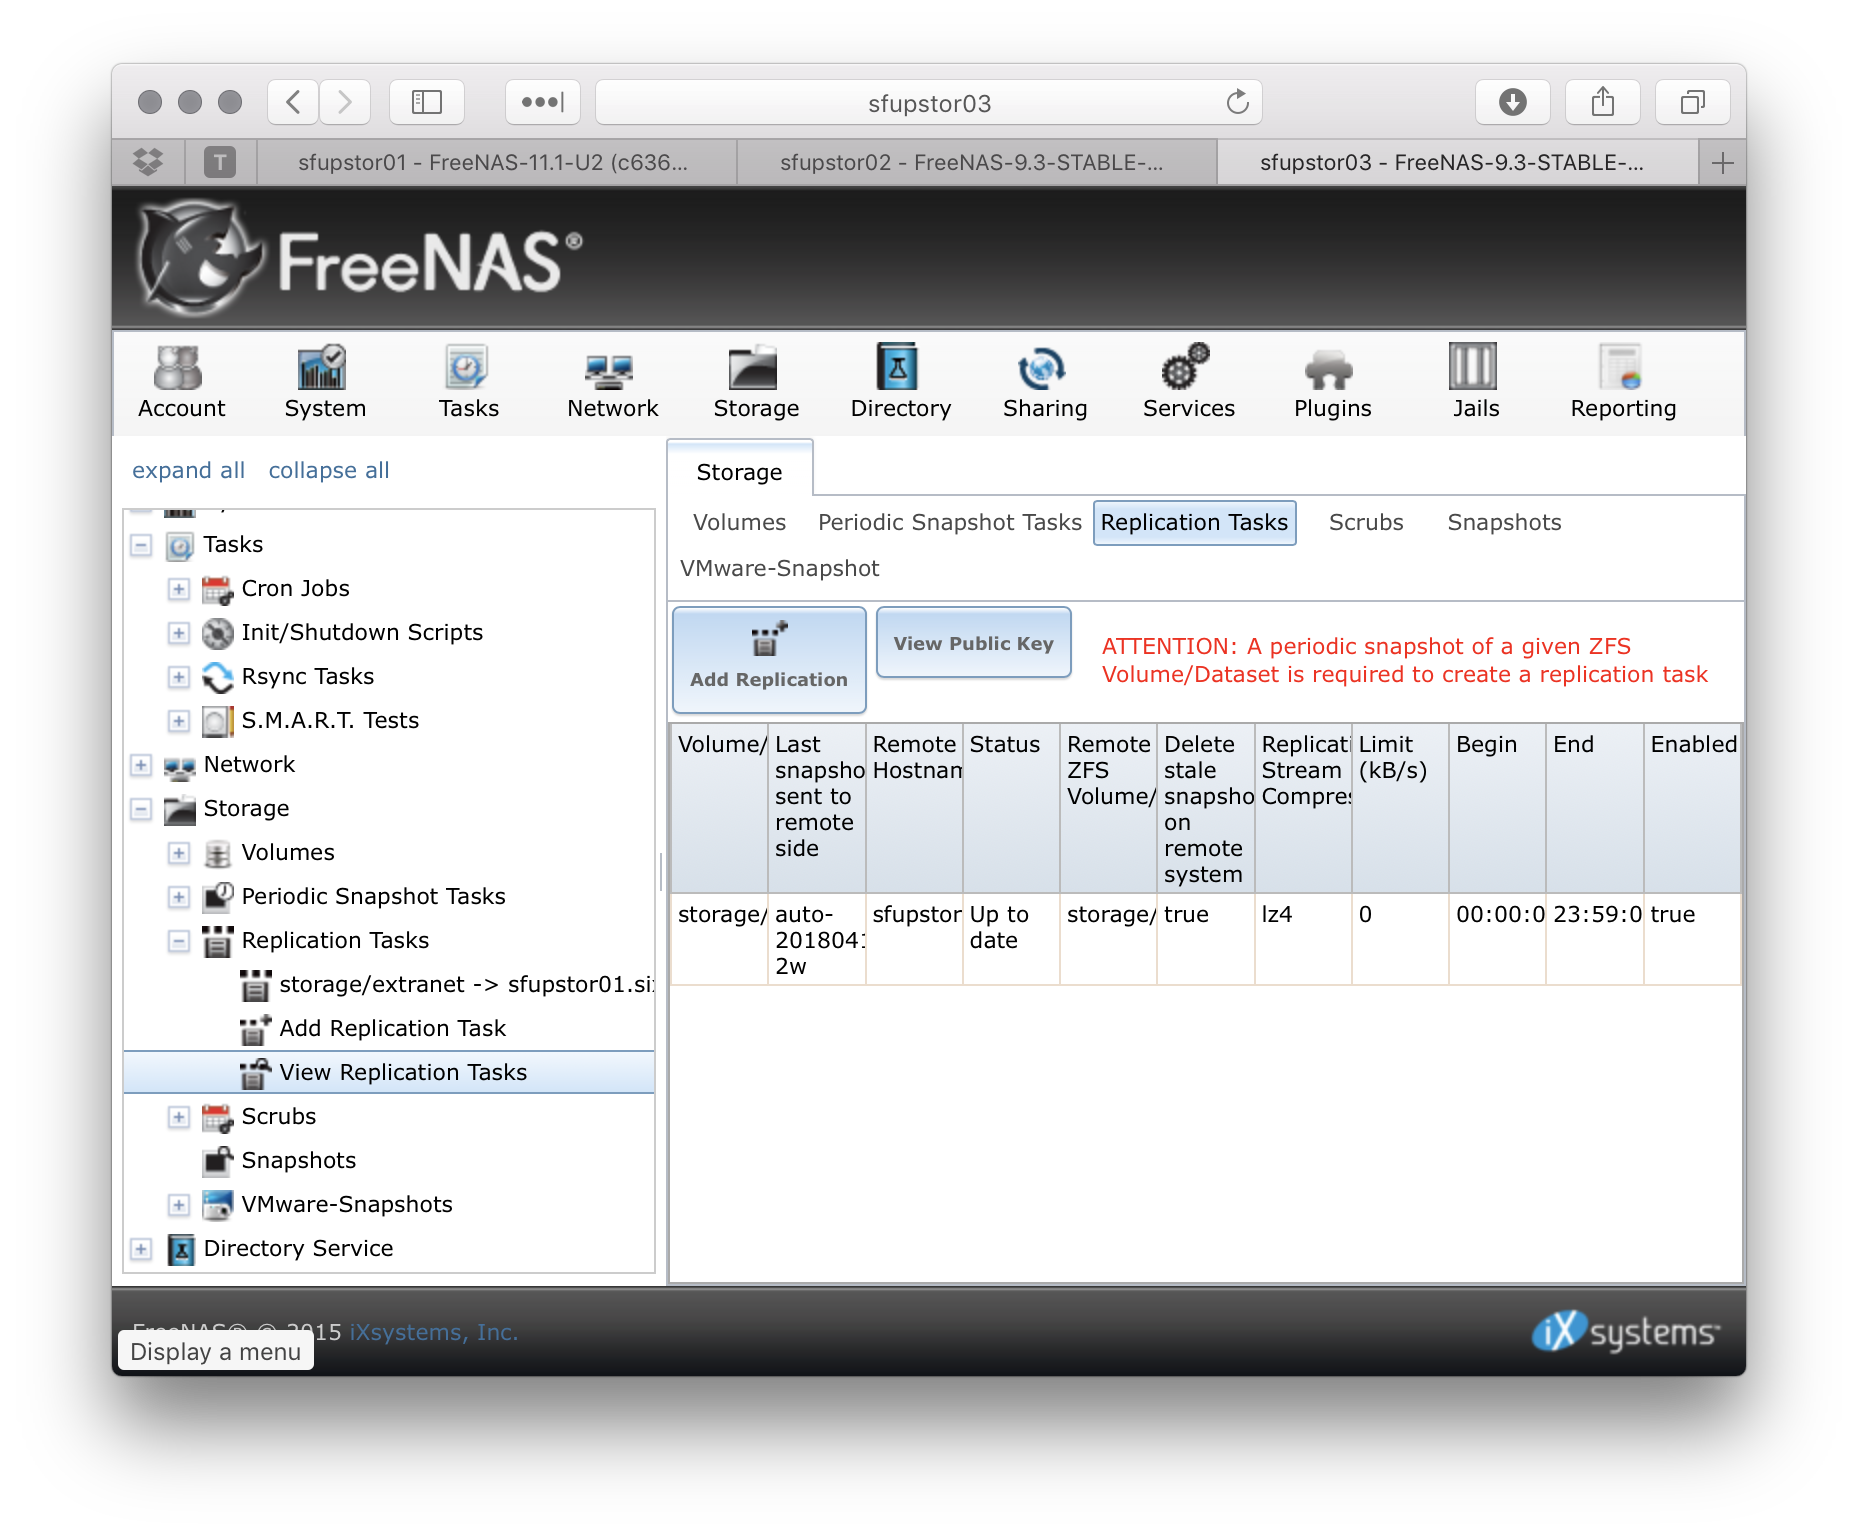 sfupstor03
T
sfupstor01 - FreeNAS-11.1-U2 (c636...
sfupstor02 - FreeNAS-9.3-STABLE-...
sfupstor03 - FreeNAS-9.3-STABLE-...
FreeNAS®
Account
System
Tasks
Network
Storage
Directory
Sharing
Services
Plugins
Jails
Reporting
expand all
collapse all
Tasks
Cron Jobs
Init/Shutdown Scripts
Rsync Tasks
S.M.A.R.T. Tests
Network
Storage
Volumes
Periodic Snapshot Tasks
Replication Tasks
storage/extranet -> sfupstor01.si
Add Replication Task
View Replication Tasks
Scrubs
Snapshots
VMware-Snapshots
Directory Service
Storage
Volumes
Periodic Snapshot Tasks
Replication Tasks
Scrubs
Snapshots
VMware-Snapshot
Add Replication
View Public Key
ATTENTION: A periodic snapshot of a given ZFS
Volume/Dataset is required to create a replication task
Volume/
Last
snapsho
sent to
remote
side
Remote
Hostnam
Status
Remote
ZFS
Volume/
Delete
stale
snapsho
on
remote
system
Replicati
Stream
Compres
Limit
(kB/s)
Begin
End
Enabled
storage/
auto-
2018041
2w
sfupstor
Up to
date
storage/
true
lz4
0
00:00:0
23:59:0
true
FreeNAS® © 2015 iXsystems, Inc.
Display a menu
iXsystems